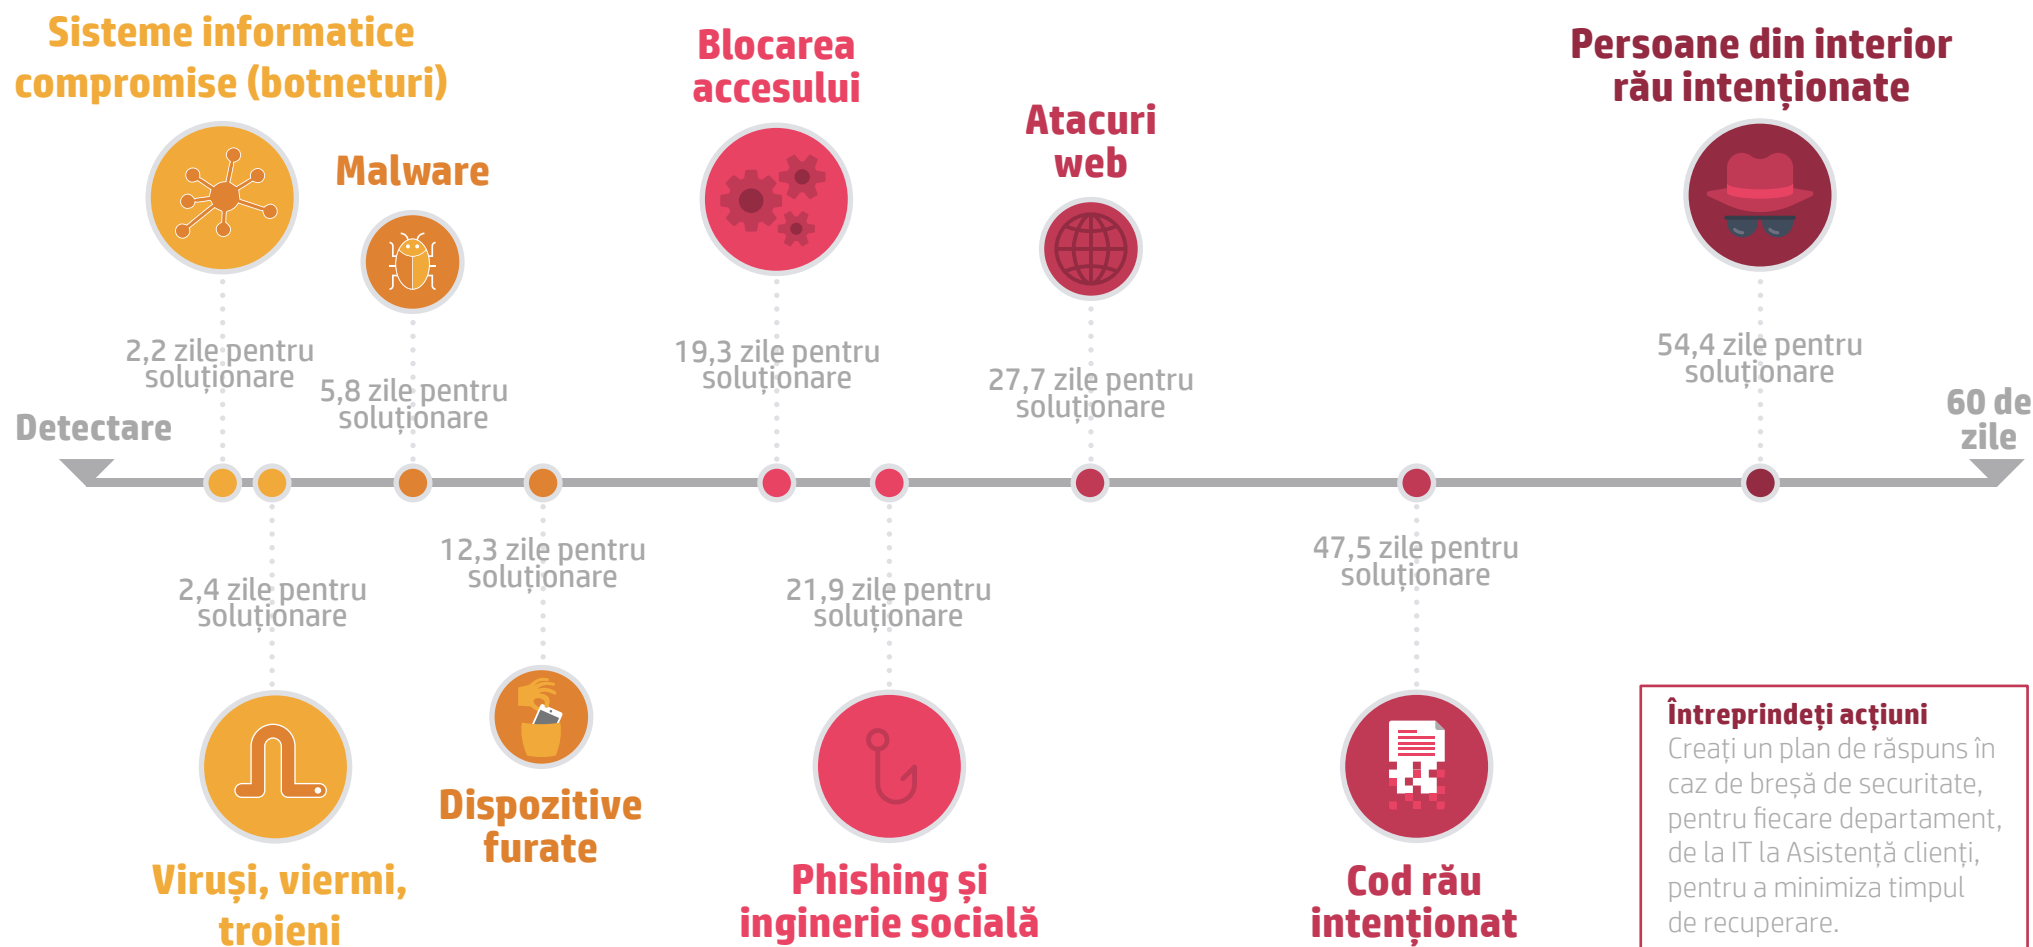 Sisteme informatice
compromise (botneturi)
Malware
Blocarea
accesului
Atacuri
web
Persoane din interior
rău intenționate
2,2 zile pentru
soluționare
5,8 zile pentru
soluționare
19,3 zile pentru
soluționare
27,7 zile pentru
soluționare
54,4 zile pentru
soluționare
Detectare
60 de
zile
2,4 zile pentru
soluționare
12,3 zile pentru
soluționare
21,9 zile pentru
soluționare
47,5 zile pentru
soluționare
Viruși, viermi,
troieni
Dispozitive
furate
Phishing și
inginerie socială
Cod rău
intenționat
Întreprindeți acțiuni
Creați un plan de răspuns în
caz de breșă de securitate,
pentru fiecare departament,
de la IT la Asistență clienți,
pentru a minimiza timpul
de recuperare.